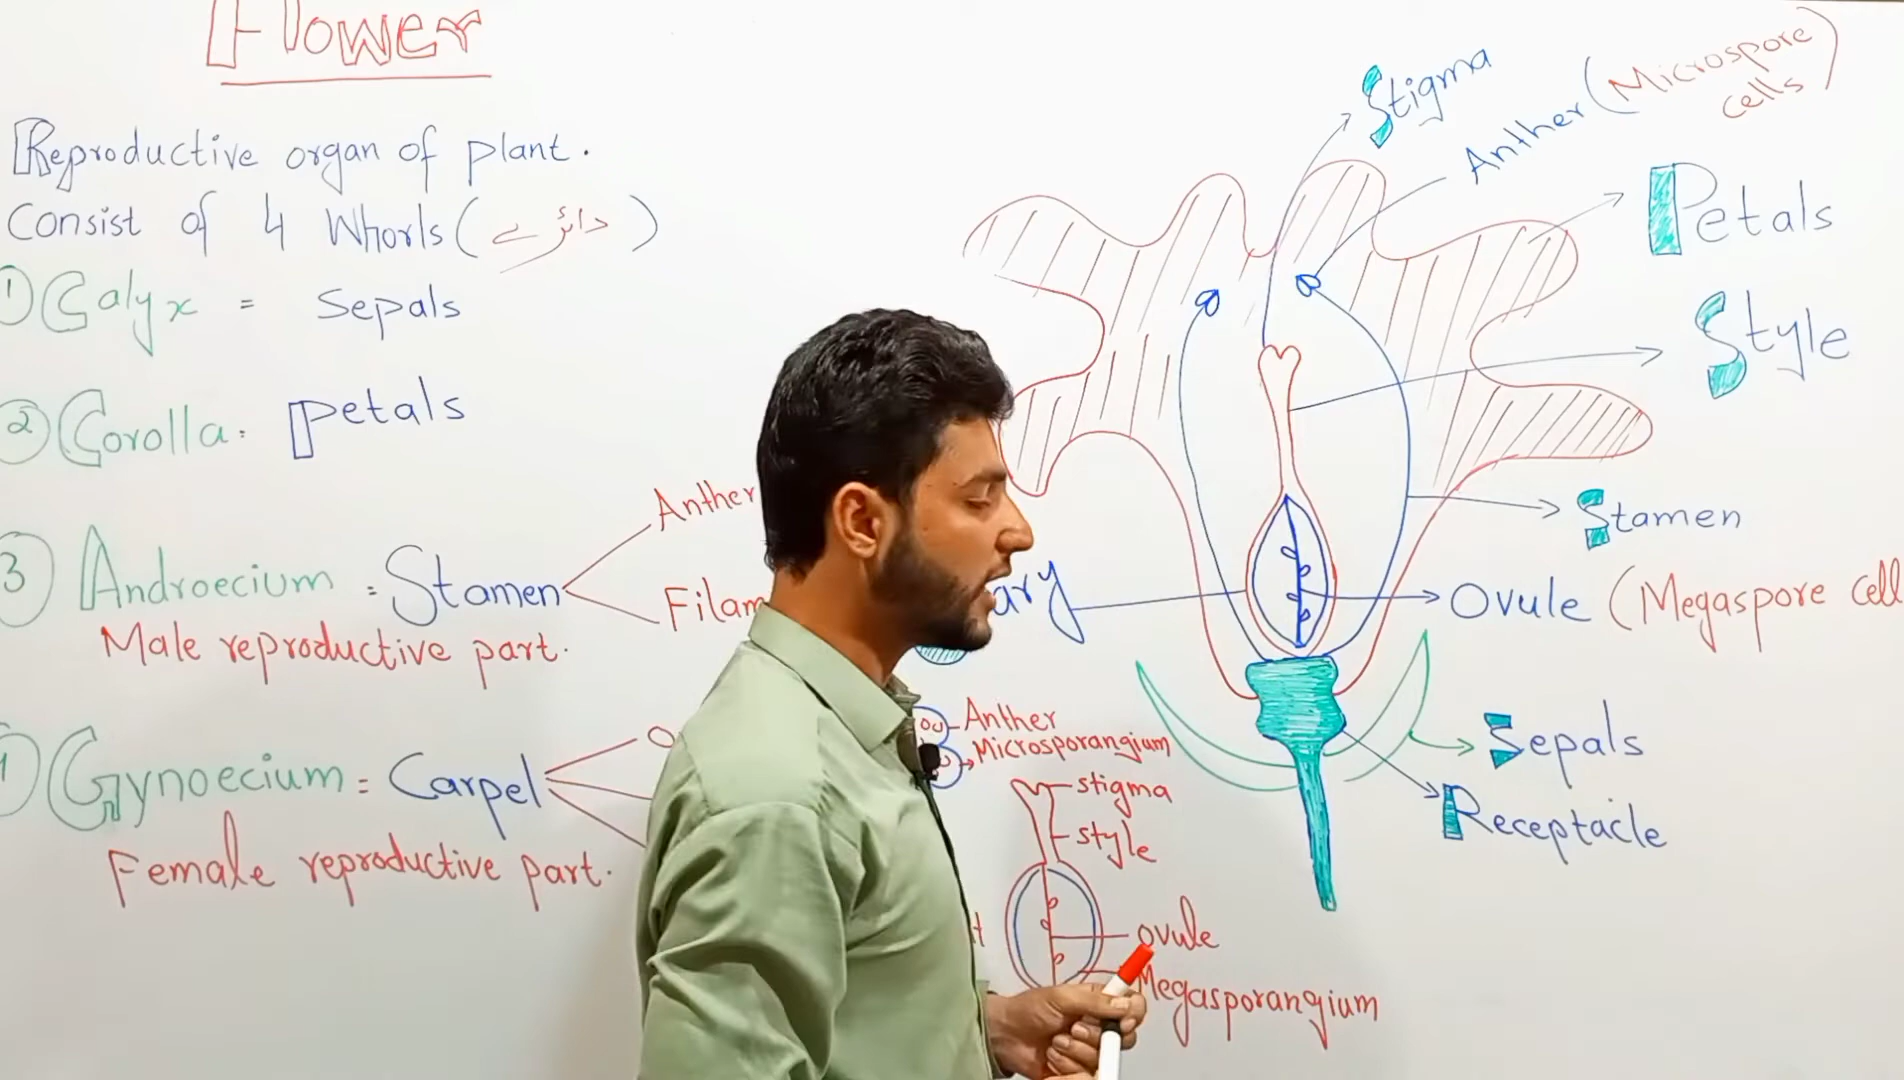 Flower
Reproductive organ of plant.
Consist of 4 Whorls (دائرے)
① Calyx = Sepals
② Corolla = Petals
③ Androecium = Stamen
Anther
Male reproductive part.
Gynoecium = Carpel
Female reproductive part.
Stigma
Anther (Microspore cells)
Petals
Style
Stamen
Ovule (Megaspore cell
Sepals
Receptacle
Anther
Microsporangium
stigma
style
ovule
Megasporangium